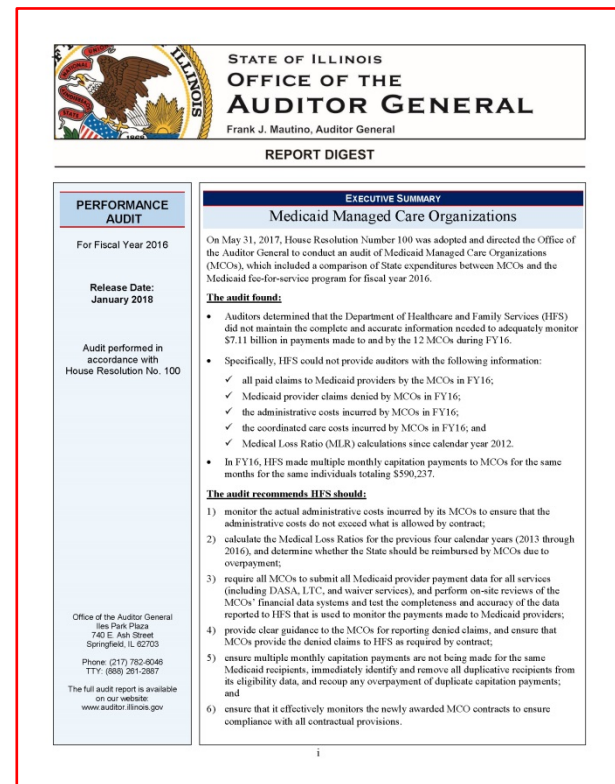 STATE OF ILLINOIS
OFFICE OF THE
AUDITOR GENERAL
Frank J. Mautino, Auditor General
REPORT DIGEST
PERFORMANCE
AUDIT
For Fiscal Year 2016
Release Date:
January 2018
Audit performed in
accordance with
House Resolution No. 100
Office of the Auditor General
Iles Park Plaza
740 E. Ash Street
Springfield, IL 62703
Phone: (217) 782-6046
TTY: (888) 261-2887
The full audit report is available
on our website:
www.auditor.illinois.gov
EXECUTIVE SUMMARY
Medicaid Managed Care Organizations
On May 31, 2017, House Resolution Number 100 was adopted and directed the Office of
the Auditor General to conduct an audit of Medicaid Managed Care Organizations
(MCOs), which included a comparison of State expenditures between MCOs and the
Medicaid fee-for-service program for fiscal year 2016.
The audit found:
• Auditors determined that the Department of Healthcare and Family Services (HFS)
did not maintain the complete and accurate information needed to adequately monitor
$7.11 billion in payments made to and by the 12 MCOs during FY16.
• Specifically, HFS could not provide auditors with the following information:
✓ all paid claims to Medicaid providers by the MCOs in FY16;
✓ Medicaid provider claims denied by MCOs in FY16;
✓ the administrative costs incurred by MCOs in FY16;
✓ the coordinated care costs incurred by MCOs in FY16; and
✓ Medical Loss Ratio (MLR) calculations since calendar year 2012.
• In FY16, HFS made multiple monthly capitation payments to MCOs for the same
months for the same individuals totaling $590,237.
The audit recommends HFS should:
1) monitor the actual administrative costs incurred by its MCOs to ensure that the
administrative costs do not exceed what is allowed by contract;
2) calculate the Medical Loss Ratios for the previous four calendar years (2013 through
2016), and determine whether the State should be reimbursed by MCOs due to
overpayment;
3) require all MCOs to submit all Medicaid provider payment data for all services
(including DASA, LTC, and waiver services), and perform on-site reviews of the
MCOs' financial data systems and test the completeness and accuracy of the data
reported to HFS that is used to monitor the payments made to Medicaid providers;
4) provide clear guidance to the MCOs for reporting denied claims, and ensure that
MCOs provide the denied claims to HFS as required by contract;
5) ensure multiple monthly capitation payments are not being made for the same
Medicaid recipients, immediately identify and remove all duplicative recipients from
its eligibility data, and recoup any overpayment of duplicate capitation payments;
and
6) ensure that it effectively monitors the newly awarded MCO contracts to ensure
compliance with all contractual provisions.
i